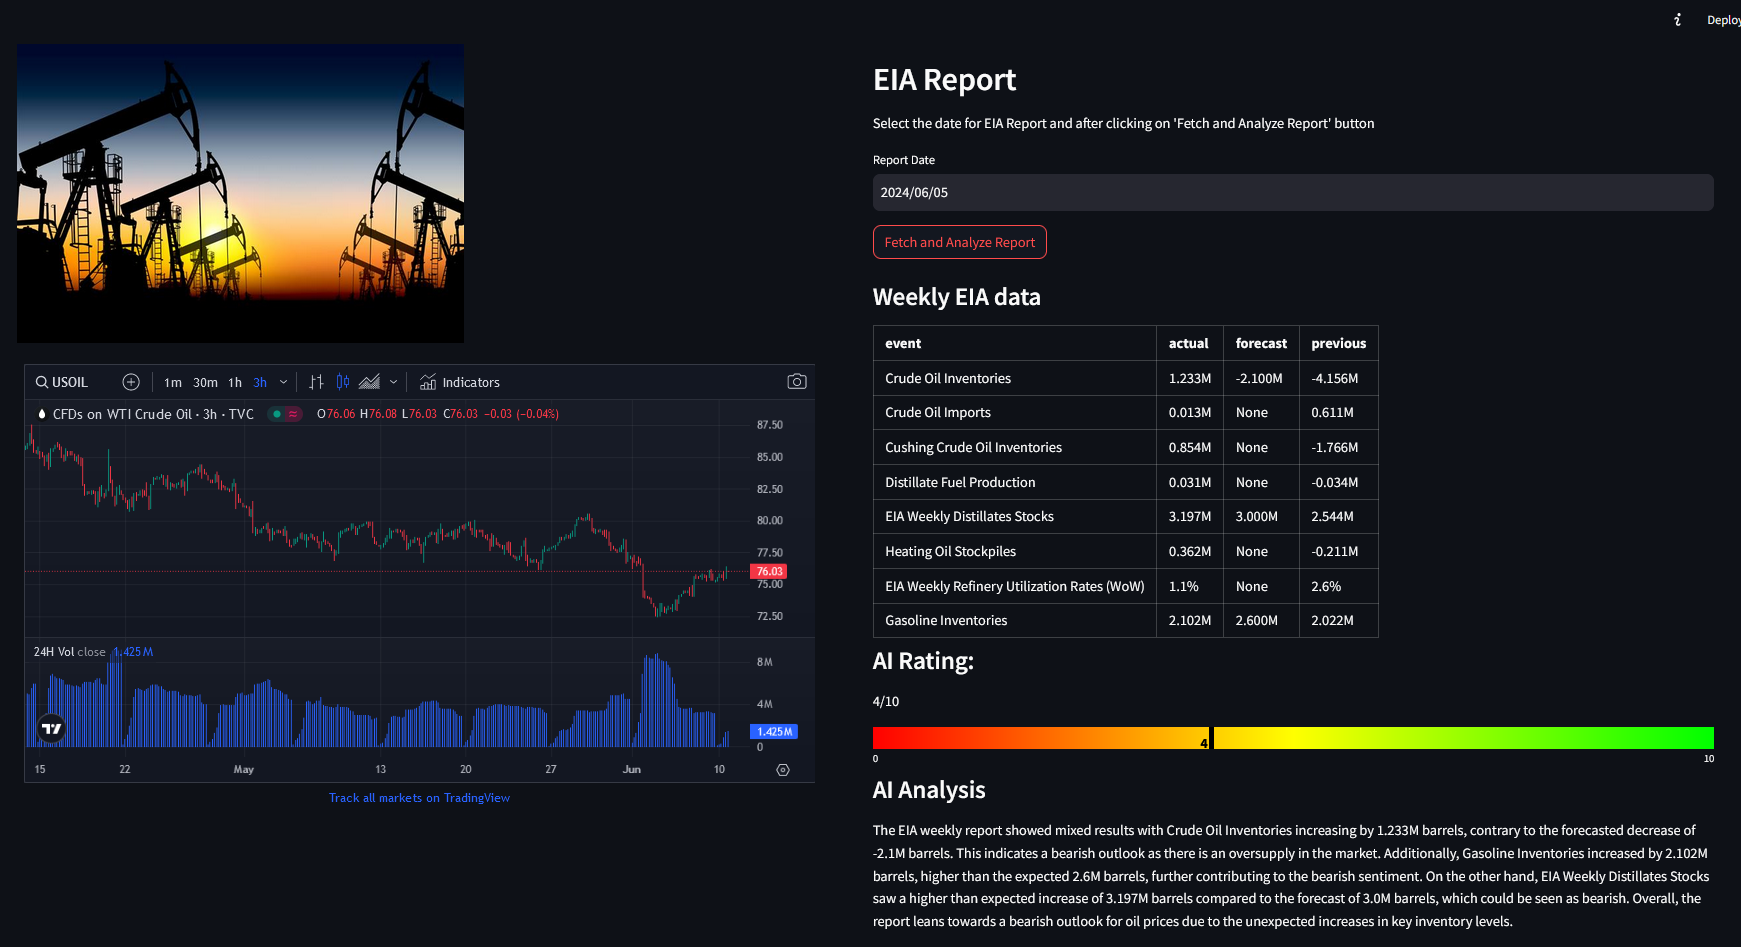 Deploy
EIA Report
Select the date for EIA Report and after clicking on 'Fetch and Analyze Report' button
Report Date
2024/06/05
Fetch and Analyze Report
Weekly EIA data
event actual forecast previous
Crude Oil Inventories 1.233M -2.100M -4.156M
Crude Oil Imports 0.013M None 0.611M
Cushing Crude Oil Inventories 0.854M None -1.766M
Distillate Fuel Production 0.031M None -0.034M
EIA Weekly Distillates Stocks 3.197M 3.000M 2.544M
Heating Oil Stockpiles 0.362M None -0.211M
EIA Weekly Refinery Utilization Rates (WoW) 1.1% None 2.6%
Gasoline Inventories 2.102M 2.600M 2.022M
AI Rating:
4/10
4
0 10
AI Analysis
The EIA weekly report showed mixed results with Crude Oil Inventories increasing by 1.233M barrels, contrary to the forecasted decrease of
-2.1M barrels. This indicates a bearish outlook as there is an oversupply in the market. Additionally, Gasoline Inventories increased by 2.102M
barrels, higher than the expected 2.6M barrels, further contributing to the bearish sentiment. On the other hand, EIA Weekly Distillates Stocks
saw a higher than expected increase of 3.197M barrels compared to the forecast of 3.0M barrels, which could be seen as bearish. Overall, the
report leans towards a bearish outlook for oil prices due to the unexpected increases in key inventory levels.
USOIL 1m 30m 1h 3h Indicators
CFDs on WTI Crude Oil · 3h · TVC O76.06 H76.08 L76.03 C76.03 −0.03 (−0.04%)
87.50
85.00
82.50
80.00
77.50
76.03
75.00
72.50
24H Vol close 1.425M
8M
4M
1.425M
0
15 22 May 13 20 27 Jun 10
Track all markets on TradingView